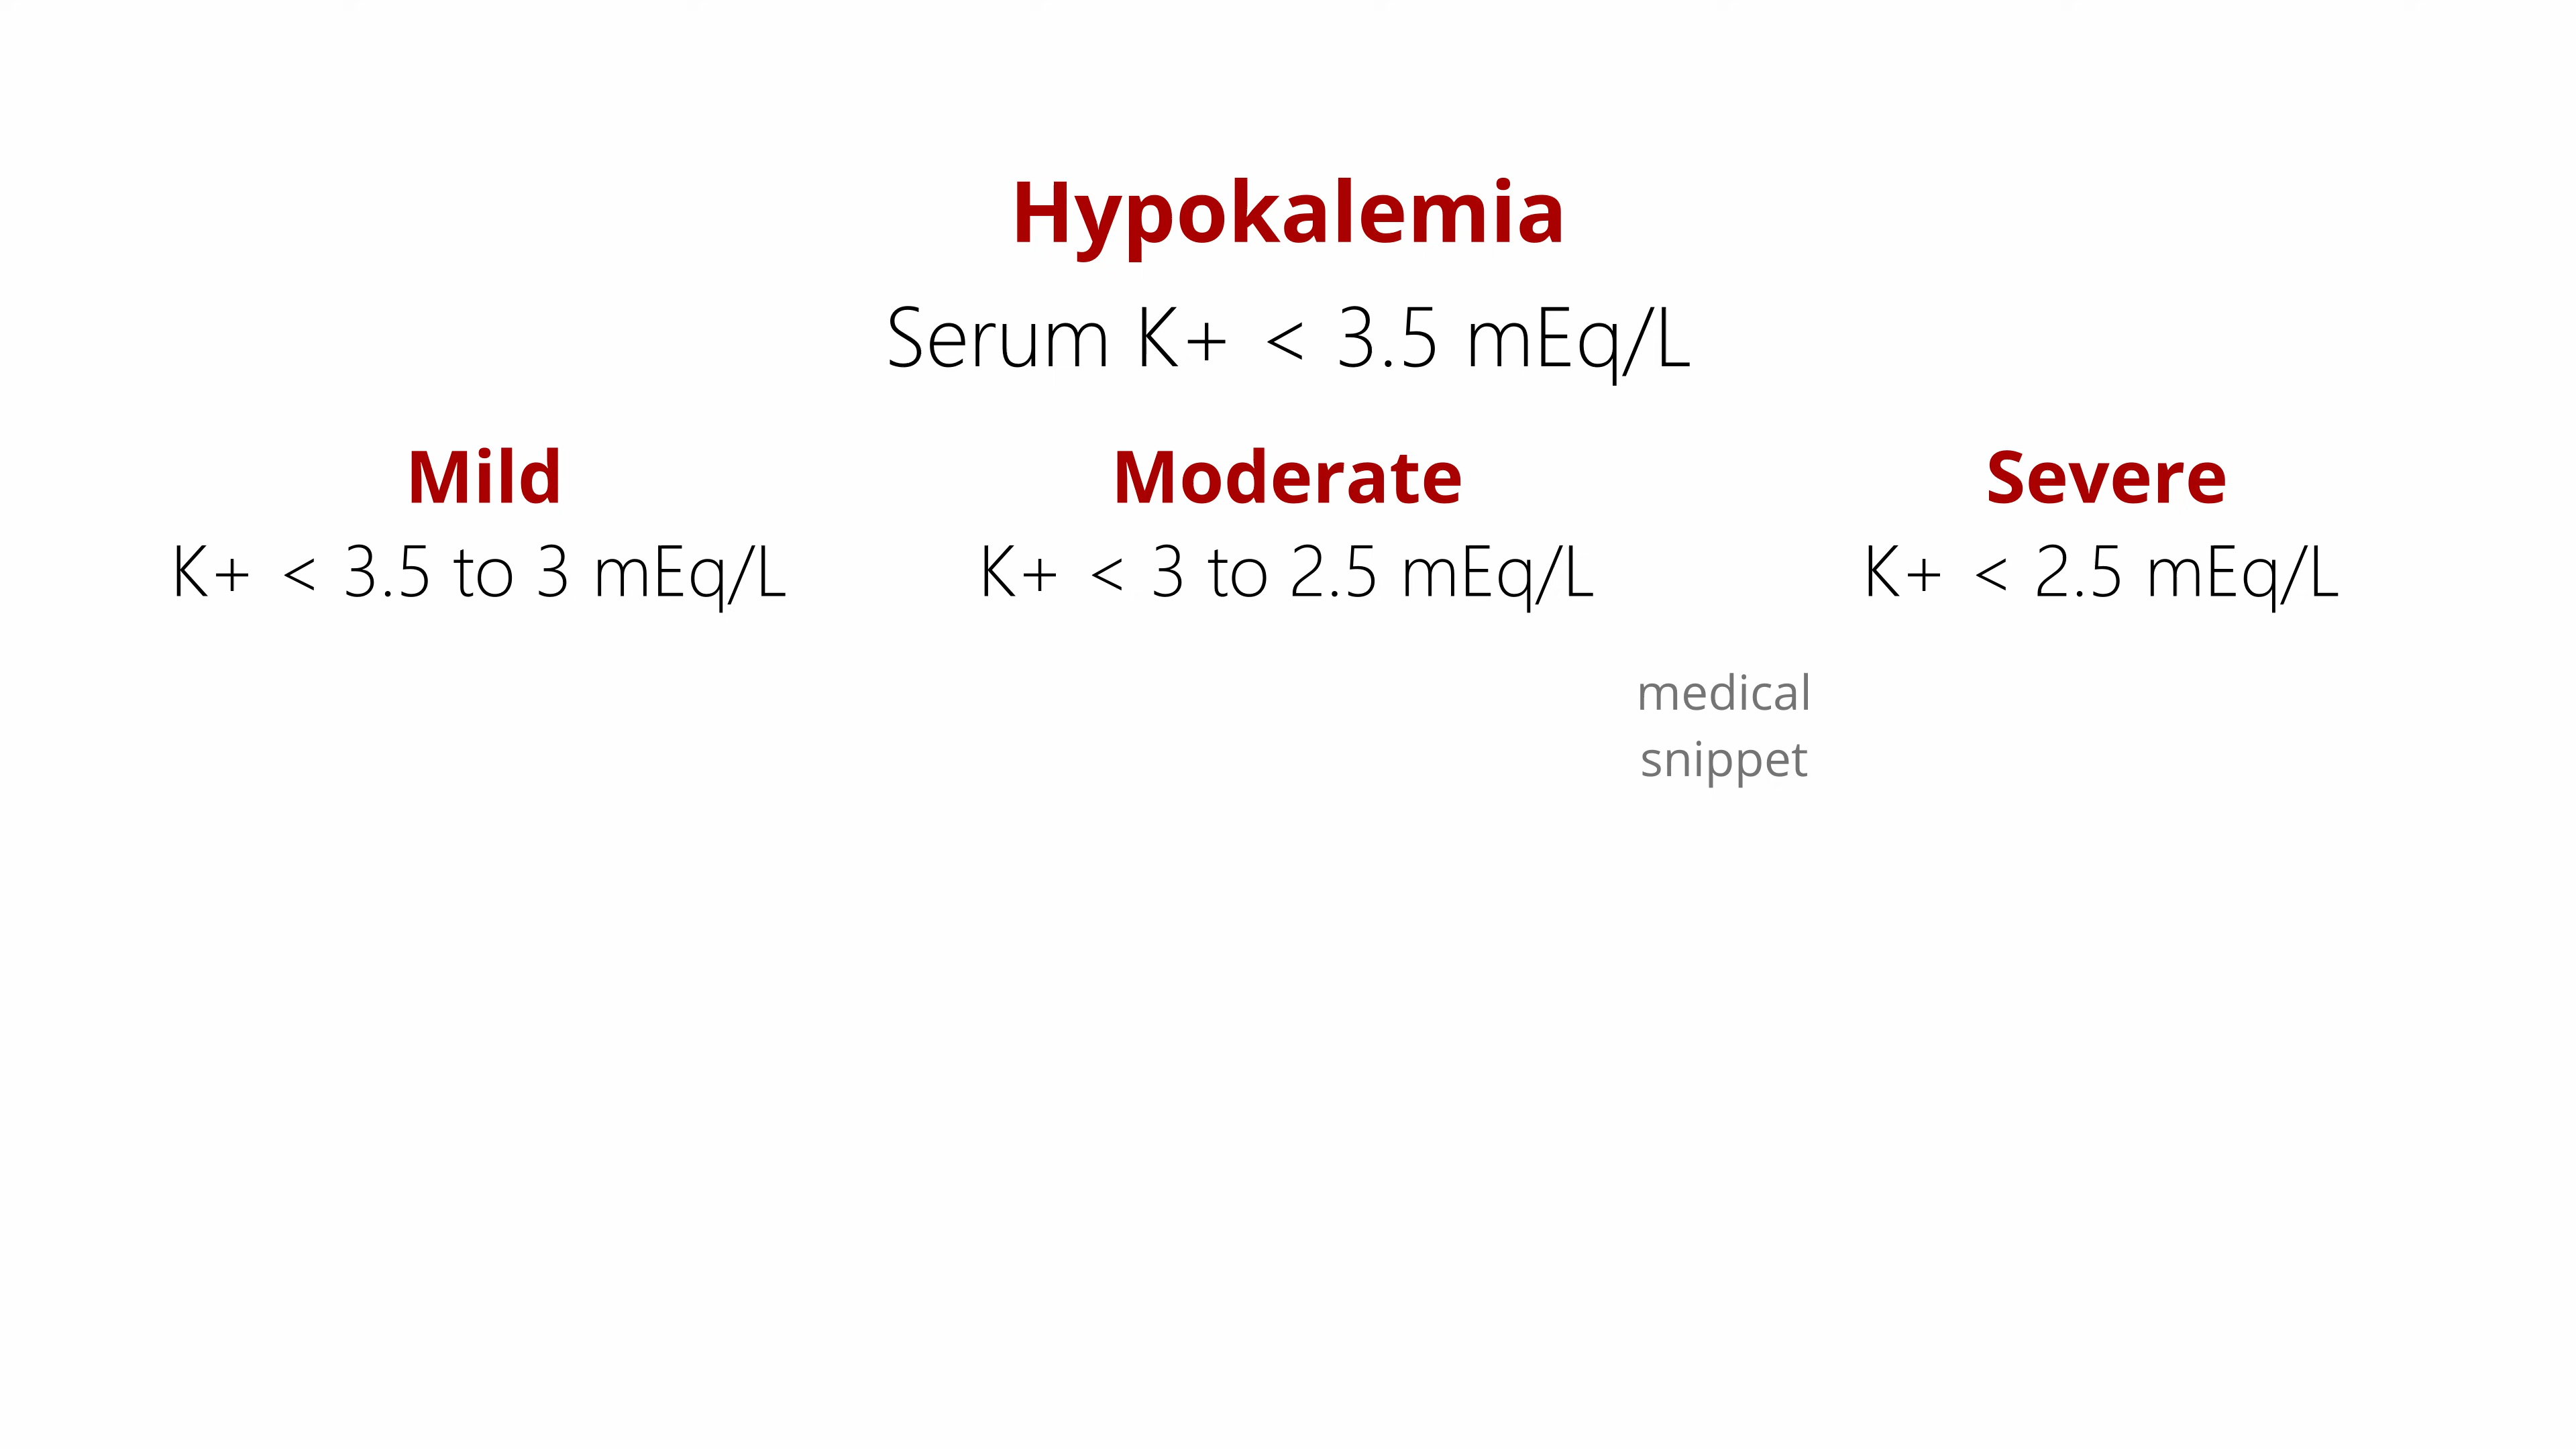 Hypokalemia
Serum K+ < 3.5 mEq/L
Mild
K+ < 3.5 to 3 mEq/L
Moderate
K+ < 3 to 2.5 mEq/L
Severe
K+ < 2.5 mEq/L
medical
snippet